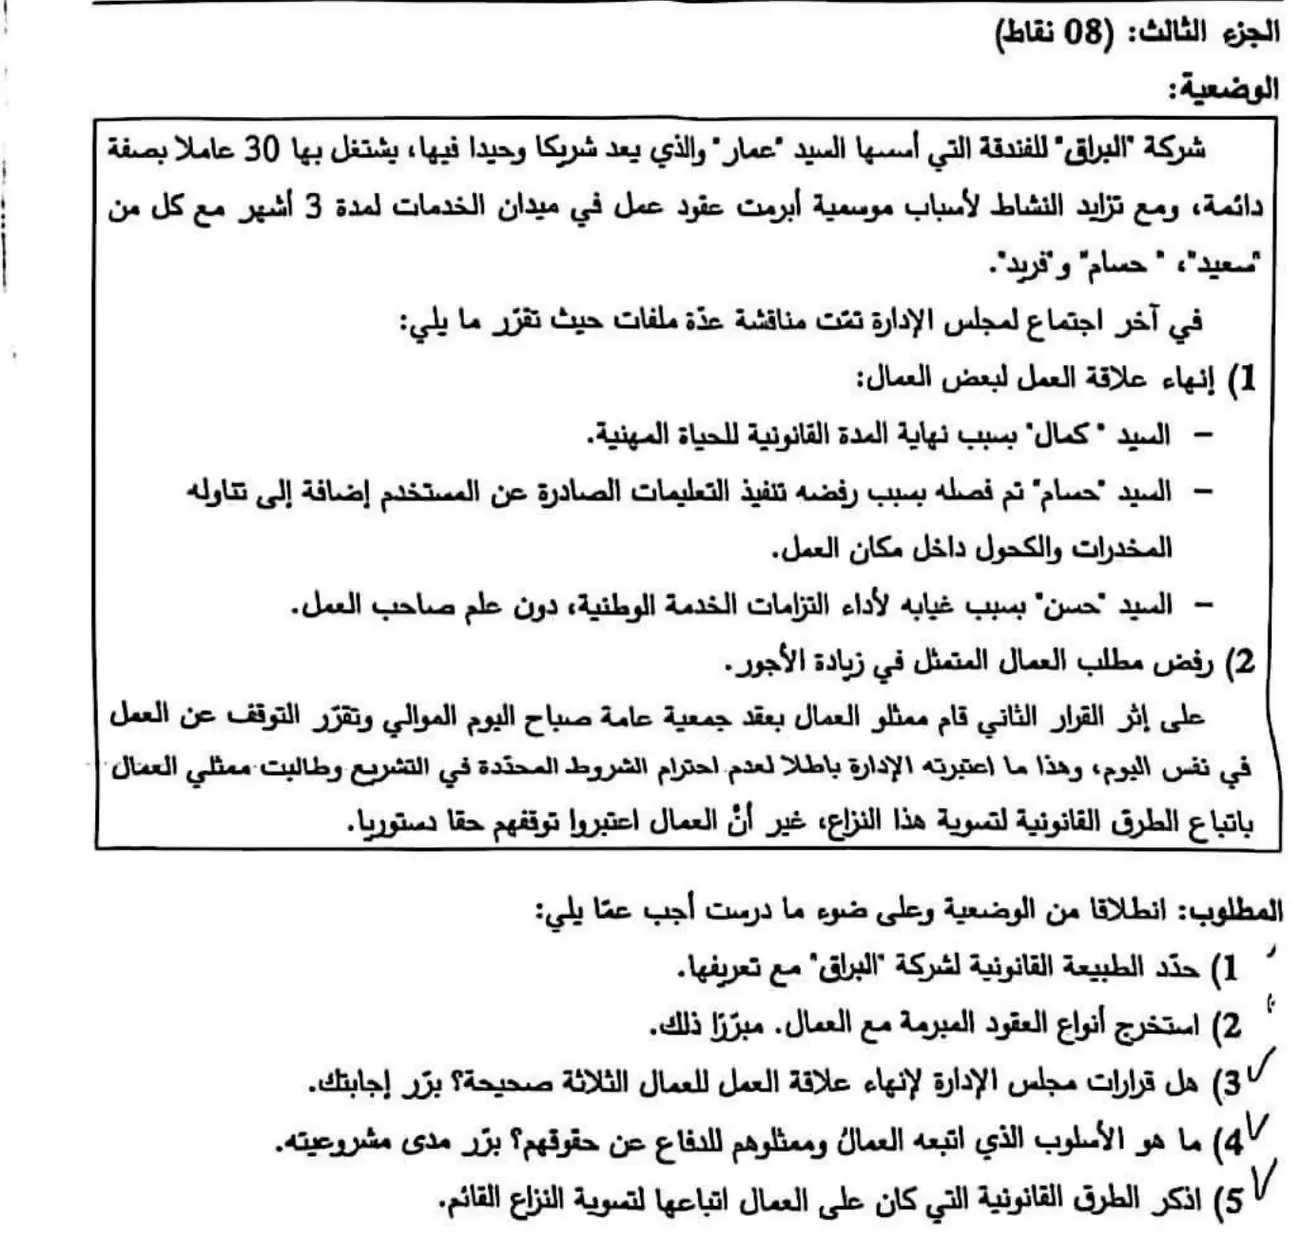 الجزء الثالث: (08 نقاط)
الوضعية:
شركة "البراق" للفندقة التي أسسها السيد "عمار" والذي يعد شريكا وحيدا فيها، يشتغل بها 30 عاملا بصفة
دائمة، ومع تزايد النشاط لأسباب موسمية أبرمت عقود عمل في ميدان الخدمات لمدة 3 أشهر مع كل من
"سعيد"، " حسام" و"فريد".
في آخر اجتماع لمجلس الإدارة تمّت مناقشة عدّة ملفات حيث تقرّر ما يلي:
1) إنهاء علاقة العمل لبعض العمال:
– السيد " كمال" بسبب نهاية المدة القانونية للحياة المهنية.
– السيد "حسام" تم فصله بسبب رفضه تنفيذ التعليمات الصادرة عن المستخدم إضافة إلى تناوله
المخدرات والكحول داخل مكان العمل.
– السيد "حسن" بسبب غيابه لأداء التزامات الخدمة الوطنية، دون علم صاحب العمل.
2) رفض مطلب العمال المتمثل في زيادة الأجور.
على إثر القرار الثاني قام ممثلو العمال بعقد جمعية عامة صباح اليوم الموالي وتقرّر التوقف عن العمل
في نفس اليوم، وهذا ما اعتبرته الإدارة باطلا لعدم احترام الشروط المحدّدة في التشريع وطالبت ممثلي العمال
باتباع الطرق القانونية لتسوية هذا النزاع، غير أنّ العمال اعتبروا توقفهم حقا دستوريا.
المطلوب: انطلاقا من الوضعية وعلى ضوء ما درست أجب عمّا يلي:
1) حدّد الطبيعة القانونية لشركة "البراق" مع تعريفها.
2) استخرج أنواع العقود المبرمة مع العمال. مبرّرًا ذلك.
3) هل قرارات مجلس الإدارة لإنهاء علاقة العمل للعمال الثلاثة صحيحة؟ برّر إجابتك.
4) ما هو الأسلوب الذي اتبعه العمالُ وممثلوهم للدفاع عن حقوقهم؟ برّر مدى مشروعيته.
5) اذكر الطرق القانونية التي كان على العمال اتباعها لتسوية النزاع القائم.